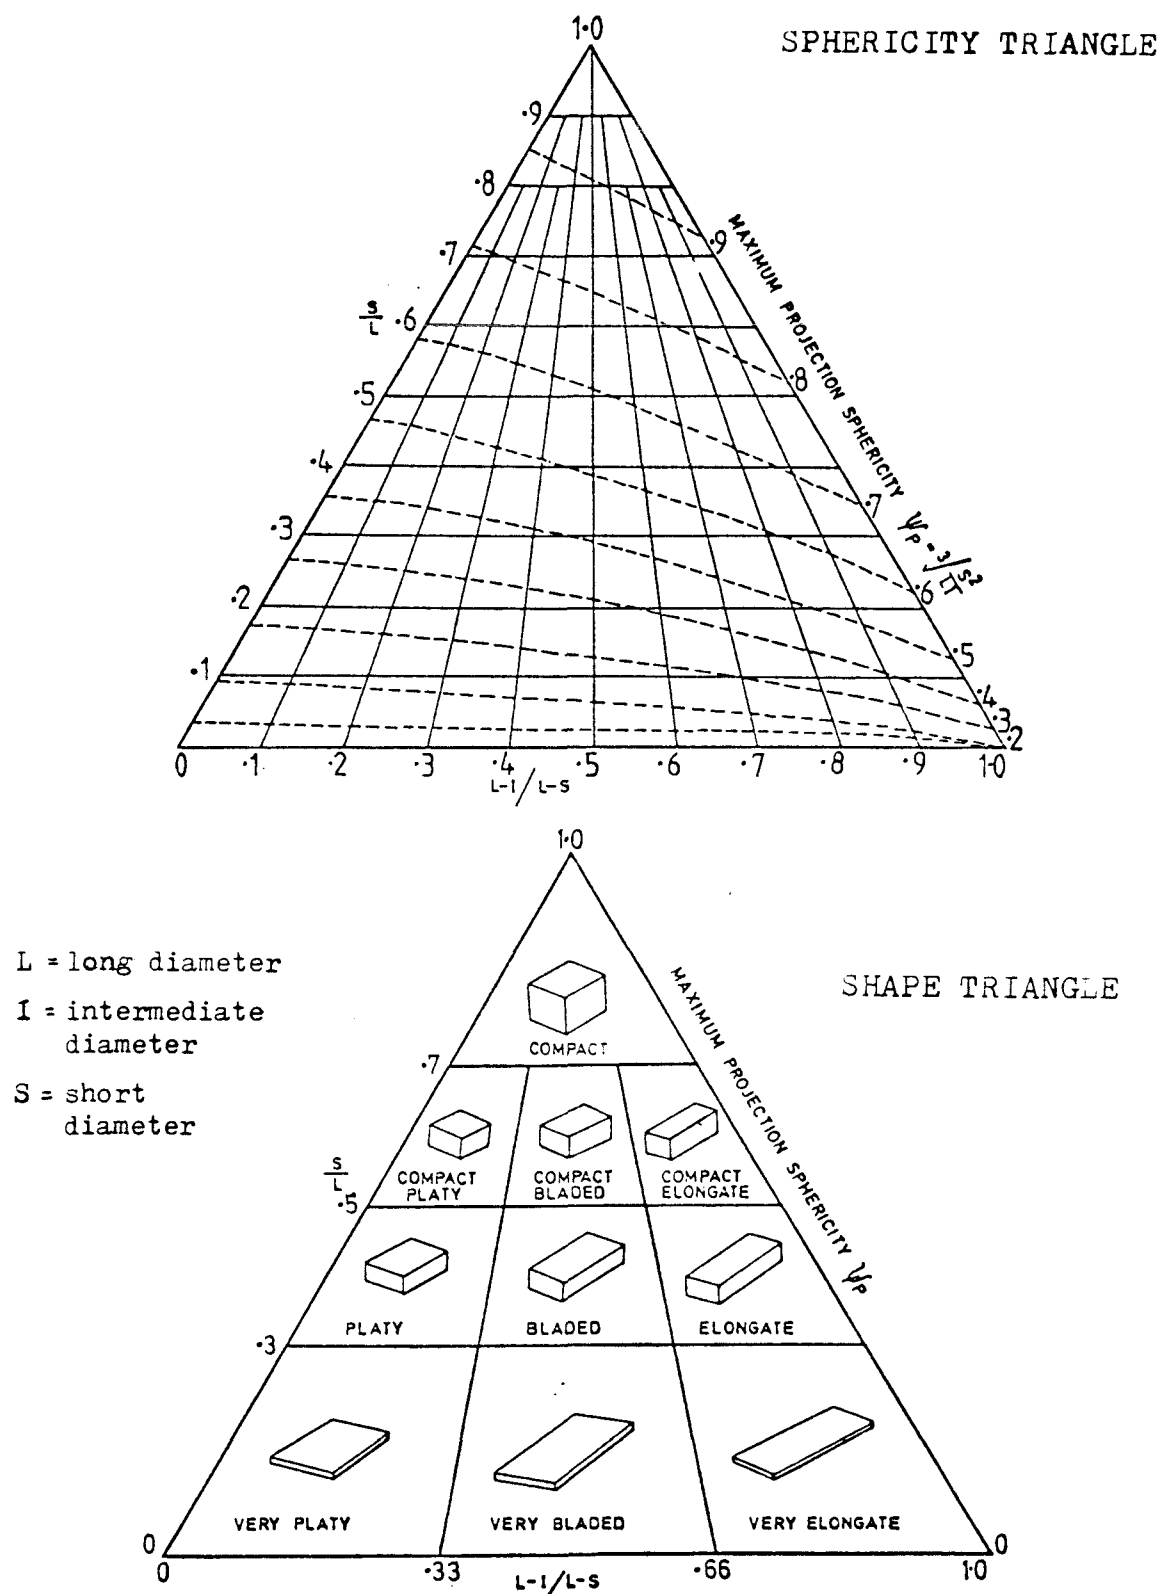 SPHERICITY TRIANGLE
1·0
·9
·8
·7
S/L
·6
·5
·4
·3
·2
·1
0 ·1 ·2 ·3 ·4 ·5 ·6 ·7 ·8 ·9 1·0
L-I/L-S
MAXIMUM PROJECTION SPHERICITY Ψp = 3√S²/LI
·9
·8
·7
·6
·5
·4
·3
·2
L = long diameter
I = intermediate
diameter
S = short
diameter
SHAPE TRIANGLE
1·0
MAXIMUM PROJECTION SPHERICITY Ψp
COMPACT
·7
COMPACT PLATY
COMPACT BLADED
COMPACT ELONGATE
S/L
·5
PLATY BLADED ELONGATE
·3
VERY PLATY VERY BLADED VERY ELONGATE
0 0
0 ·33 ·66 1·0
L-I/L-S